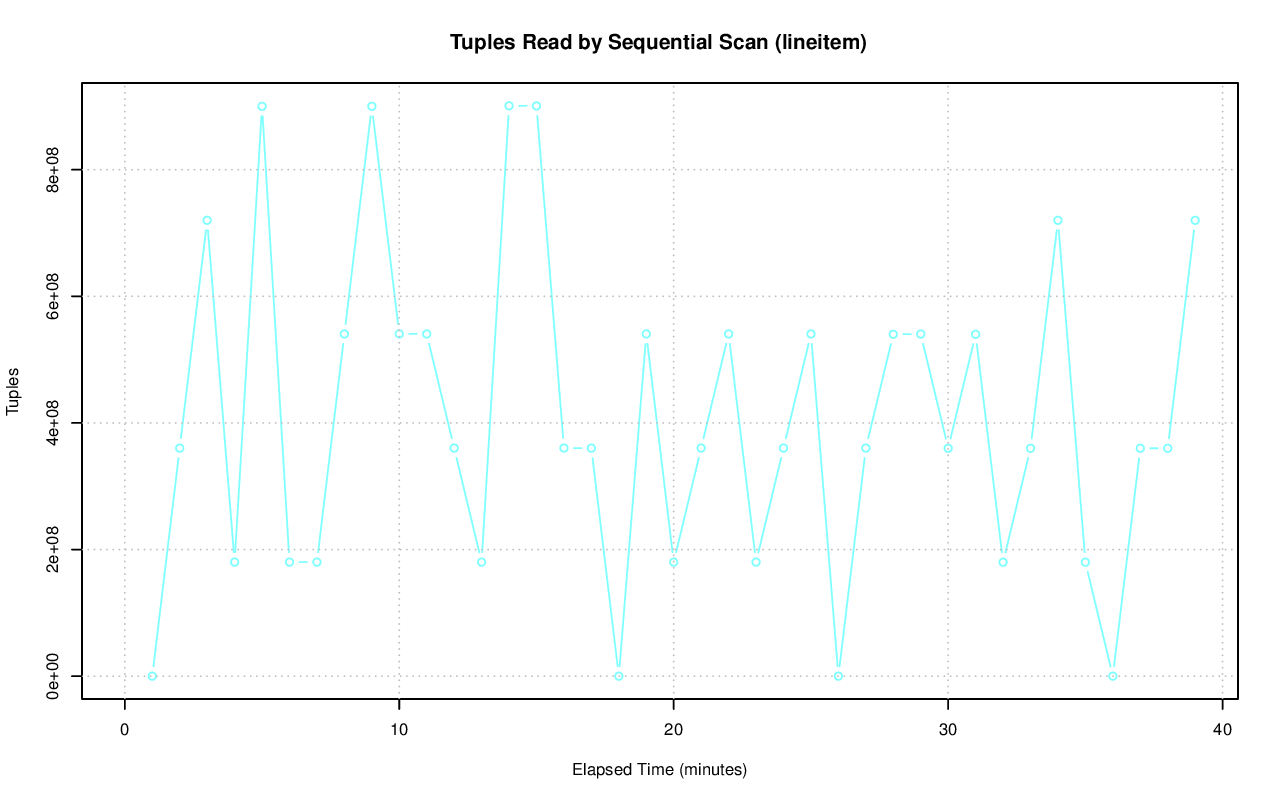 Tuples Read by Sequential Scan (lineitem)
Tuples
8e+08
6e+08
4e+08
2e+08
0e+00
0 10 20 30 40
Elapsed Time (minutes)